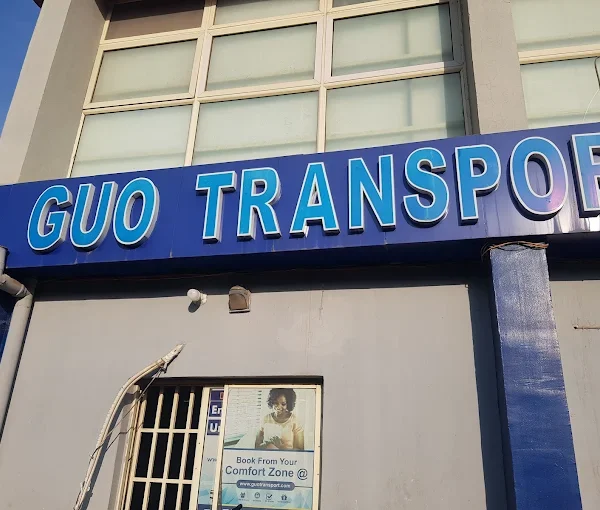 GUO TRANSPOR
Book From Your
Comfort Zone @
www.guotransport.com